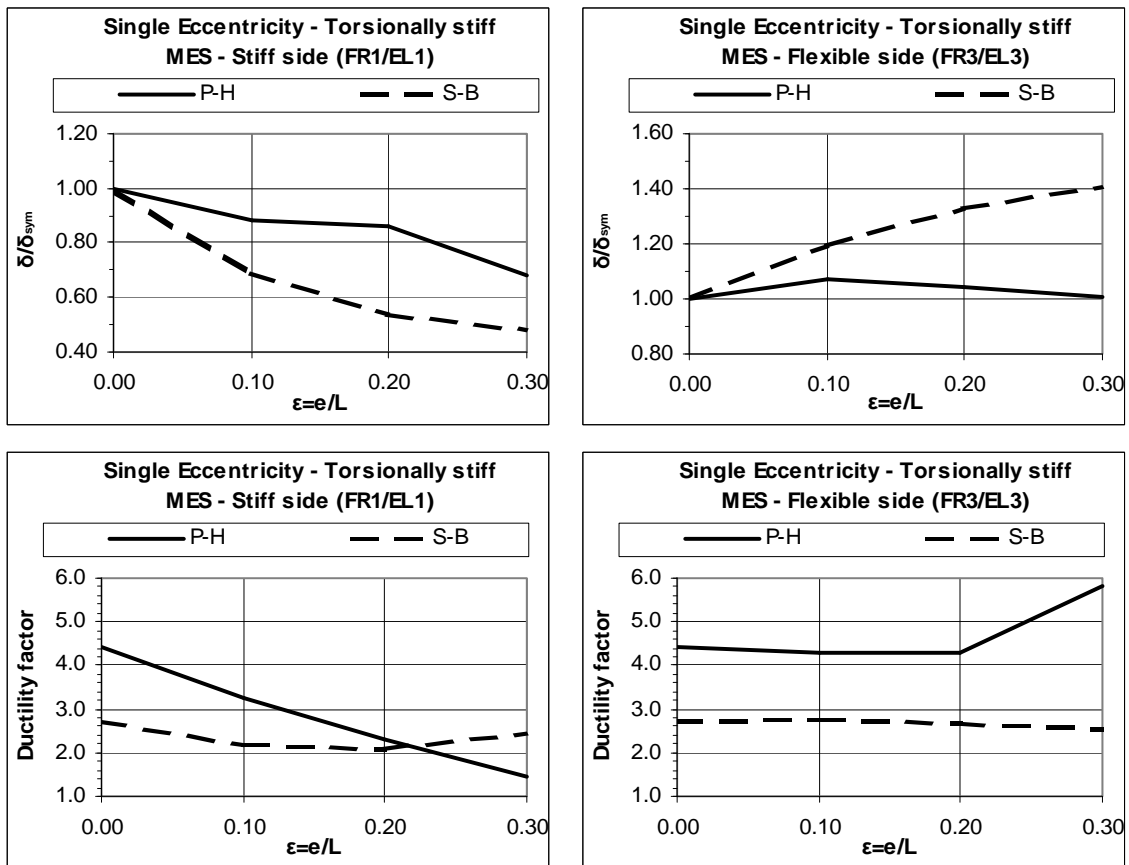 Single Eccentricity - Torsionally stiff
MES - Stiff side (FR1/EL1)
P-H
S-B
1.20
1.00
0.80
0.60
0.40
δ/δsym
0.00
0.10
0.20
0.30
ε=e/L
Single Eccentricity - Torsionally stiff
MES - Flexible side (FR3/EL3)
P-H
S-B
1.60
1.40
1.20
1.00
0.80
δ/δsym
0.00
0.10
0.20
0.30
ε=e/L
Single Eccentricity - Torsionally stiff
MES - Stiff side (FR1/EL1)
P-H
S-B
6.0
5.0
4.0
3.0
2.0
1.0
Ductility factor
0.00
0.10
0.20
0.30
ε=e/L
Single Eccentricity - Torsionally stiff
MES - Flexible side (FR3/EL3)
P-H
S-B
6.0
5.0
4.0
3.0
2.0
1.0
Ductility factor
0.00
0.10
0.20
0.30
ε=e/L